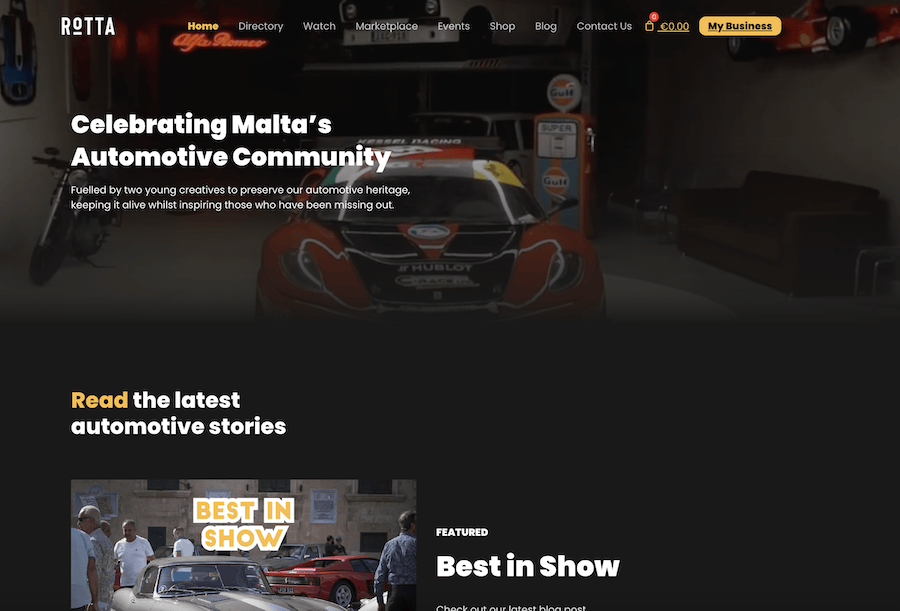 ROTTA
Home Directory Watch Marketplace Events Shop Blog Contact Us 0 €0.00 My Business
Alfa Romeo
Gulf
SUPER
KESSEL RACING
Gulf
Celebrating Malta’s
Automotive Community
Fuelled by two young creatives to preserve our automotive heritage,
keeping it alive whilst inspiring those who have been missing out.
HUBLOT
Read the latest
automotive stories
BEST IN
SHOW
FEATURED
Best in Show
Check out our latest blog post